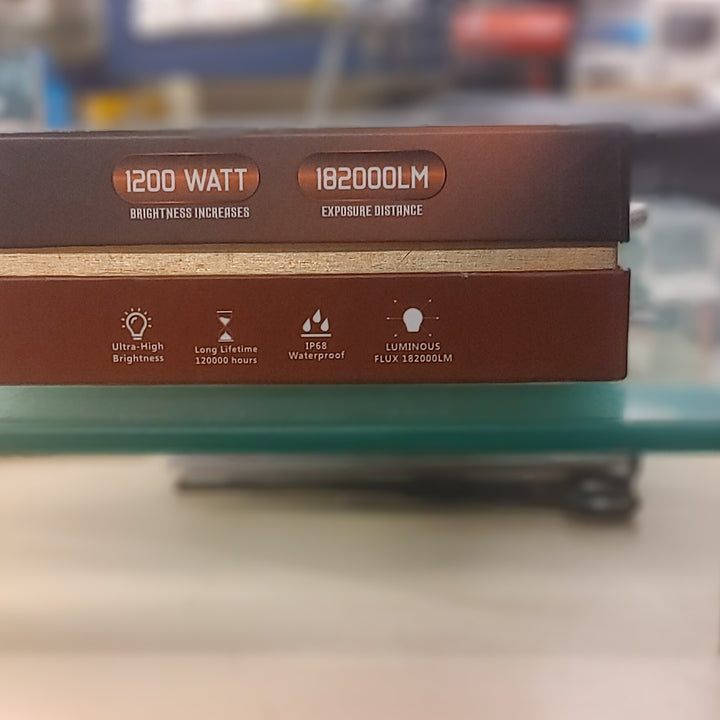 1200 WATT
182000LM
BRIGHTNESS INCREASES
EXPOSURE DISTANCE
Ultra-High
Brightness
Long Lifetime
120000 hours
IP68
Waterproof
LUMINOUS
FLUX 182000LM